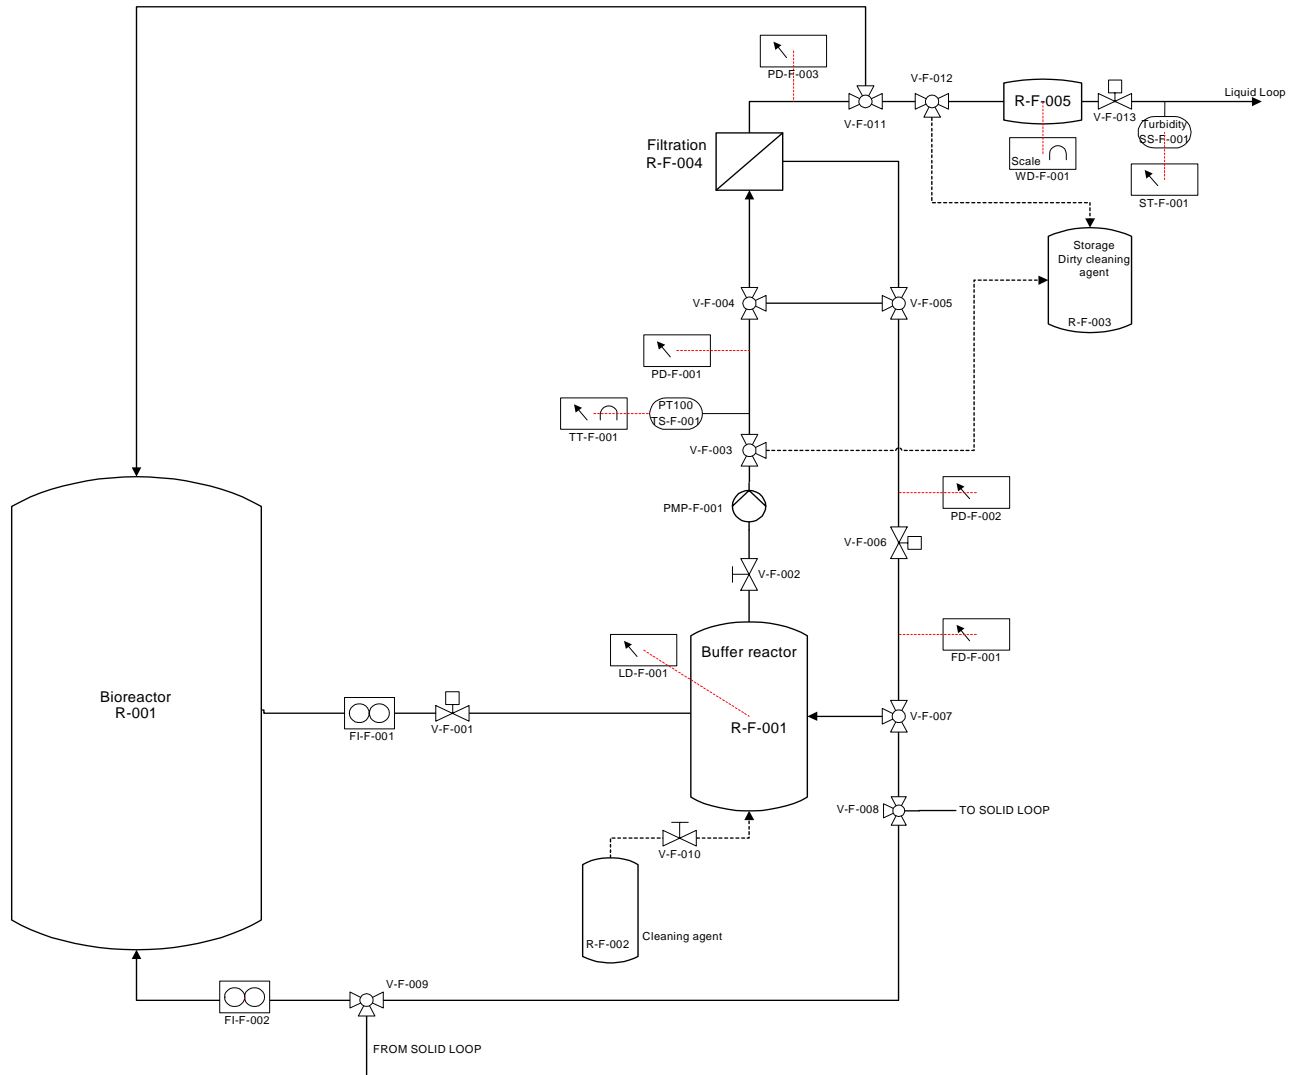 PD-F-003
V-F-012
Liquid Loop
R-F-005
V-F-011
V-F-013
Turbidity
SS-F-001
Filtration
R-F-004
Scale
WD-F-001
ST-F-001
Storage
Dirty cleaning
agent
R-F-003
V-F-004
V-F-005
PD-F-001
PT100
TS-F-001
TT-F-001
V-F-003
PMP-F-001
PD-F-002
V-F-006
V-F-002
Buffer reactor
LD-F-001
FD-F-001
Bioreactor
R-001
R-F-001
V-F-007
FI-F-001
V-F-001
V-F-008
TO SOLID LOOP
V-F-010
R-F-002
Cleaning agent
V-F-009
FI-F-002
FROM SOLID LOOP